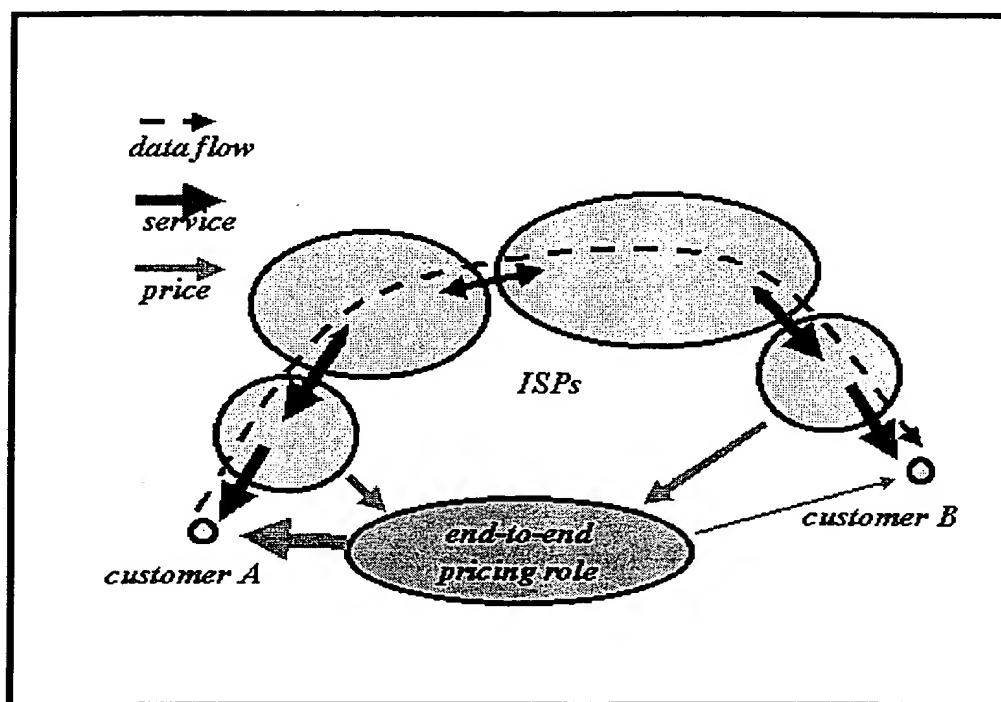 data flow
service
price
ISPs
customer A
end-to-end
pricing role
customer B